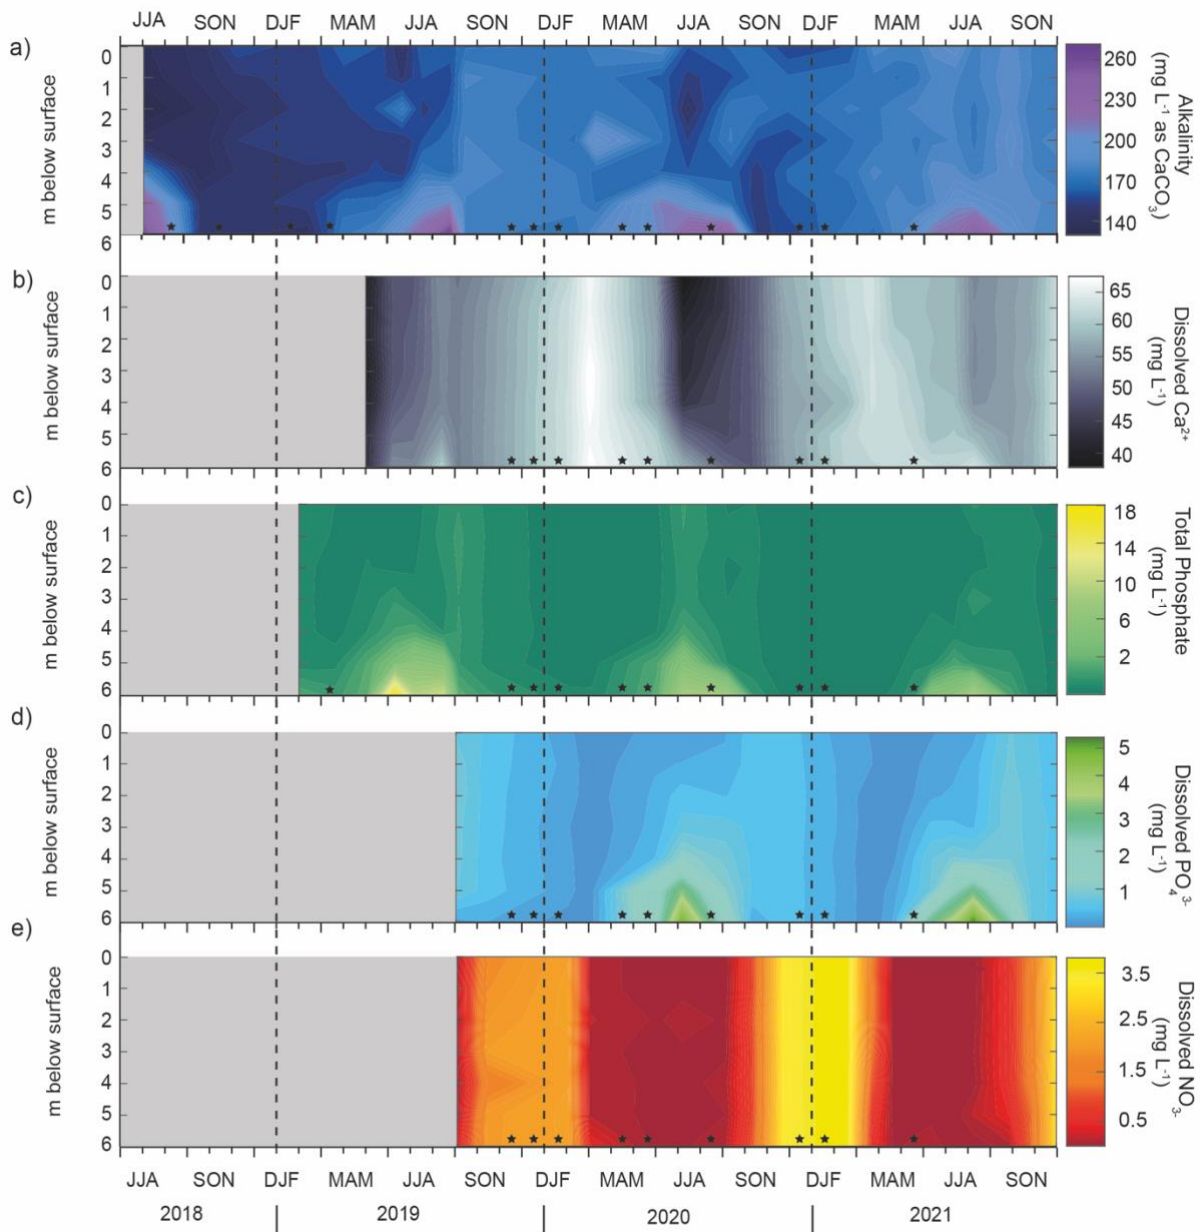 JJA SON DJF MAM JJA SON DJF MAM JJA SON DJF MAM JJA SON
a)
m below surface
0
1
2
3
4
5
6
260
230
200
170
140
Alkalinity
(mg L⁻¹ as CaCO₃)
b)
m below surface
0
1
2
3
4
5
6
65
60
55
50
45
40
Dissolved Ca²⁺
(mg L⁻¹)
c)
m below surface
0
1
2
3
4
5
6
18
14
10
6
2
Total Phosphate
(mg L⁻¹)
d)
m below surface
0
1
2
3
4
5
6
5
4
3
2
1
Dissolved PO₄³⁻
(mg L⁻¹)
e)
m below surface
0
1
2
3
4
5
6
3.5
2.5
1.5
0.5
Dissolved NO₃-
(mg L⁻¹)
JJA SON DJF MAM JJA SON DJF MAM JJA SON DJF MAM JJA SON
2018 2019 2020 2021